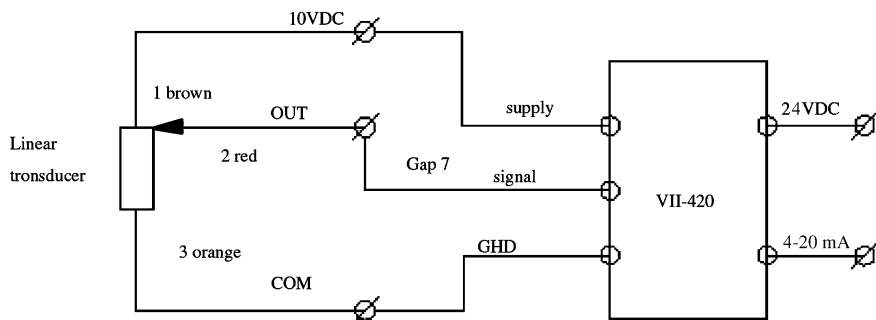 10VDC
1 brown
OUT
supply
24VDC
Linear
tronsducer
2 red
Gap 7
signal
VII-420
3 orange
GHD
4-20 mA
COM